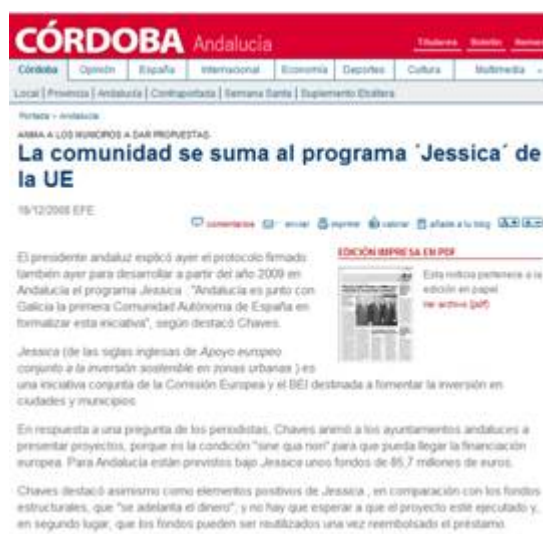 CÓRDOBA Andalucía
Titulares Boletín
Córdoba Opinión España Internacional Economía Deportes Cultura Multimedia
Local | Provincia | Andalucía | Contraportada | Semana Santa | Suplemento Etcétera
Portada > Andalucía
ANIMA A LOS MUNICIPIOS A DAR PROPUESTAS.
La comunidad se suma al programa ´Jessica´ de
la UE
EFE
comentarios enviar imprimir valorar añade a tu blog A+ A-
El presidente andaluz explicó ayer el protocolo firmado
también ayer para desarrollar a partir del año 2009 en
Andalucía el programa Jessica . "Andalucía es junto con
Galicia la primera Comunidad Autónoma de España en
formalizar esta iniciativa", según destacó Chaves.
EDICIÓN IMPRESA EN PDF
Esta noticia pertenece a la
edición en papel.
Ver archivo (pdf)
Jessica (de las siglas inglesas de Apoyo europeo
conjunto a la inversión sostenible en zonas urbanas ) es
una iniciativa conjunta de la Comisión Europea y el BEI destinada a fomentar la inversión en
ciudades y municipios.
En respuesta a una pregunta de los periodistas, Chaves animó a los ayuntamientos andaluces a
presentar proyectos, porque es la condición "sine qua non" para que pueda llegar la financiación
europea. Para Andalucía están previstos bajo Jessica unos fondos de 85,7 millones de euros.
Chaves destacó asimismo como elementos positivos de Jessica , en comparación con los fondos
estructurales, que "se adelanta el dinero", y no hay que esperar a que el proyecto esté ejecutado y,
en segundo lugar, que los fondos pueden ser reutilizados una vez reembolsado el préstamo.